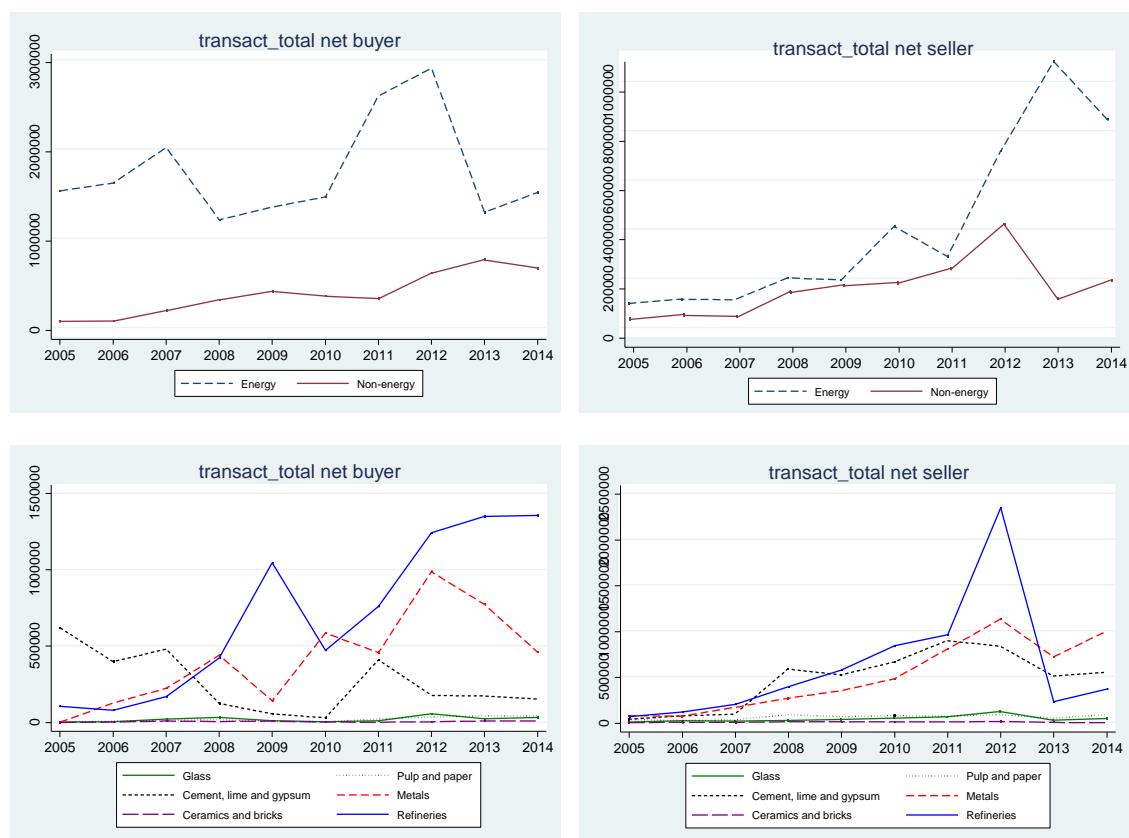 transact_total net buyer
3000000
2000000
1000000
0
2005 2006 2007 2008 2009 2010 2011 2012 2013 2014
Energy Non-energy
transact_total net seller
0
2005 2006 2007 2008 2009 2010 2011 2012 2013 2014
Energy Non-energy
transact_total net buyer
1500000
1000000
500000
0
2005 2006 2007 2008 2009 2010 2011 2012 2013 2014
Glass Pulp and paper
Cement, lime and gypsum Metals
Ceramics and bricks Refineries
transact_total net seller
0
2005 2006 2007 2008 2009 2010 2011 2012 2013 2014
Glass Pulp and paper
Cement, lime and gypsum Metals
Ceramics and bricks Refineries